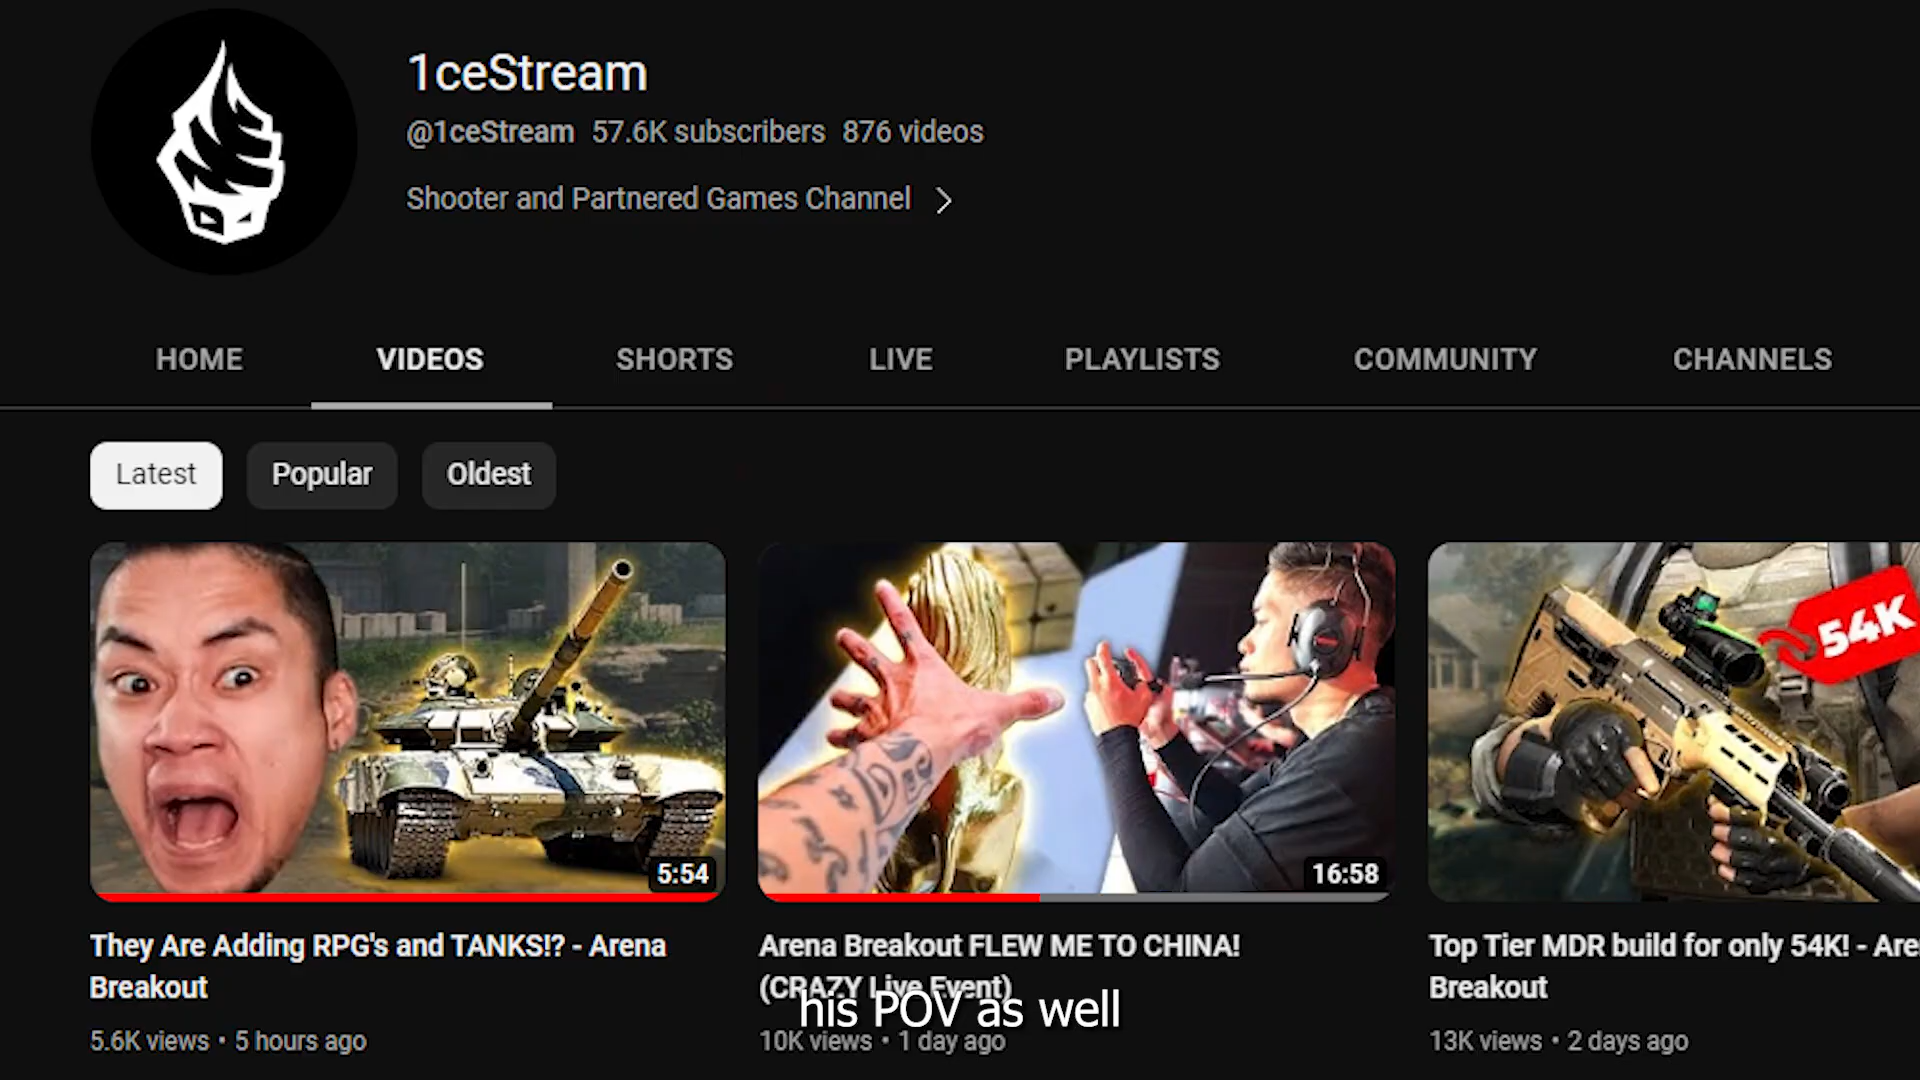 1ceStream
@1ceStream 57.6K subscribers 876 videos
Shooter and Partnered Games Channel
HOME VIDEOS SHORTS LIVE PLAYLISTS COMMUNITY CHANNELS
Latest Popular Oldest
54K
5:54
16:58
They Are Adding RPG's and TANKS!? - Arena
Breakout
5.6K views • 5 hours ago
Arena Breakout FLEW ME TO CHINA!
(CRAZY Live Event)
10K views • 1 day ago
Top Tier MDR build for only 54K! - Are
Breakout
13K views • 2 days ago
his POV as well